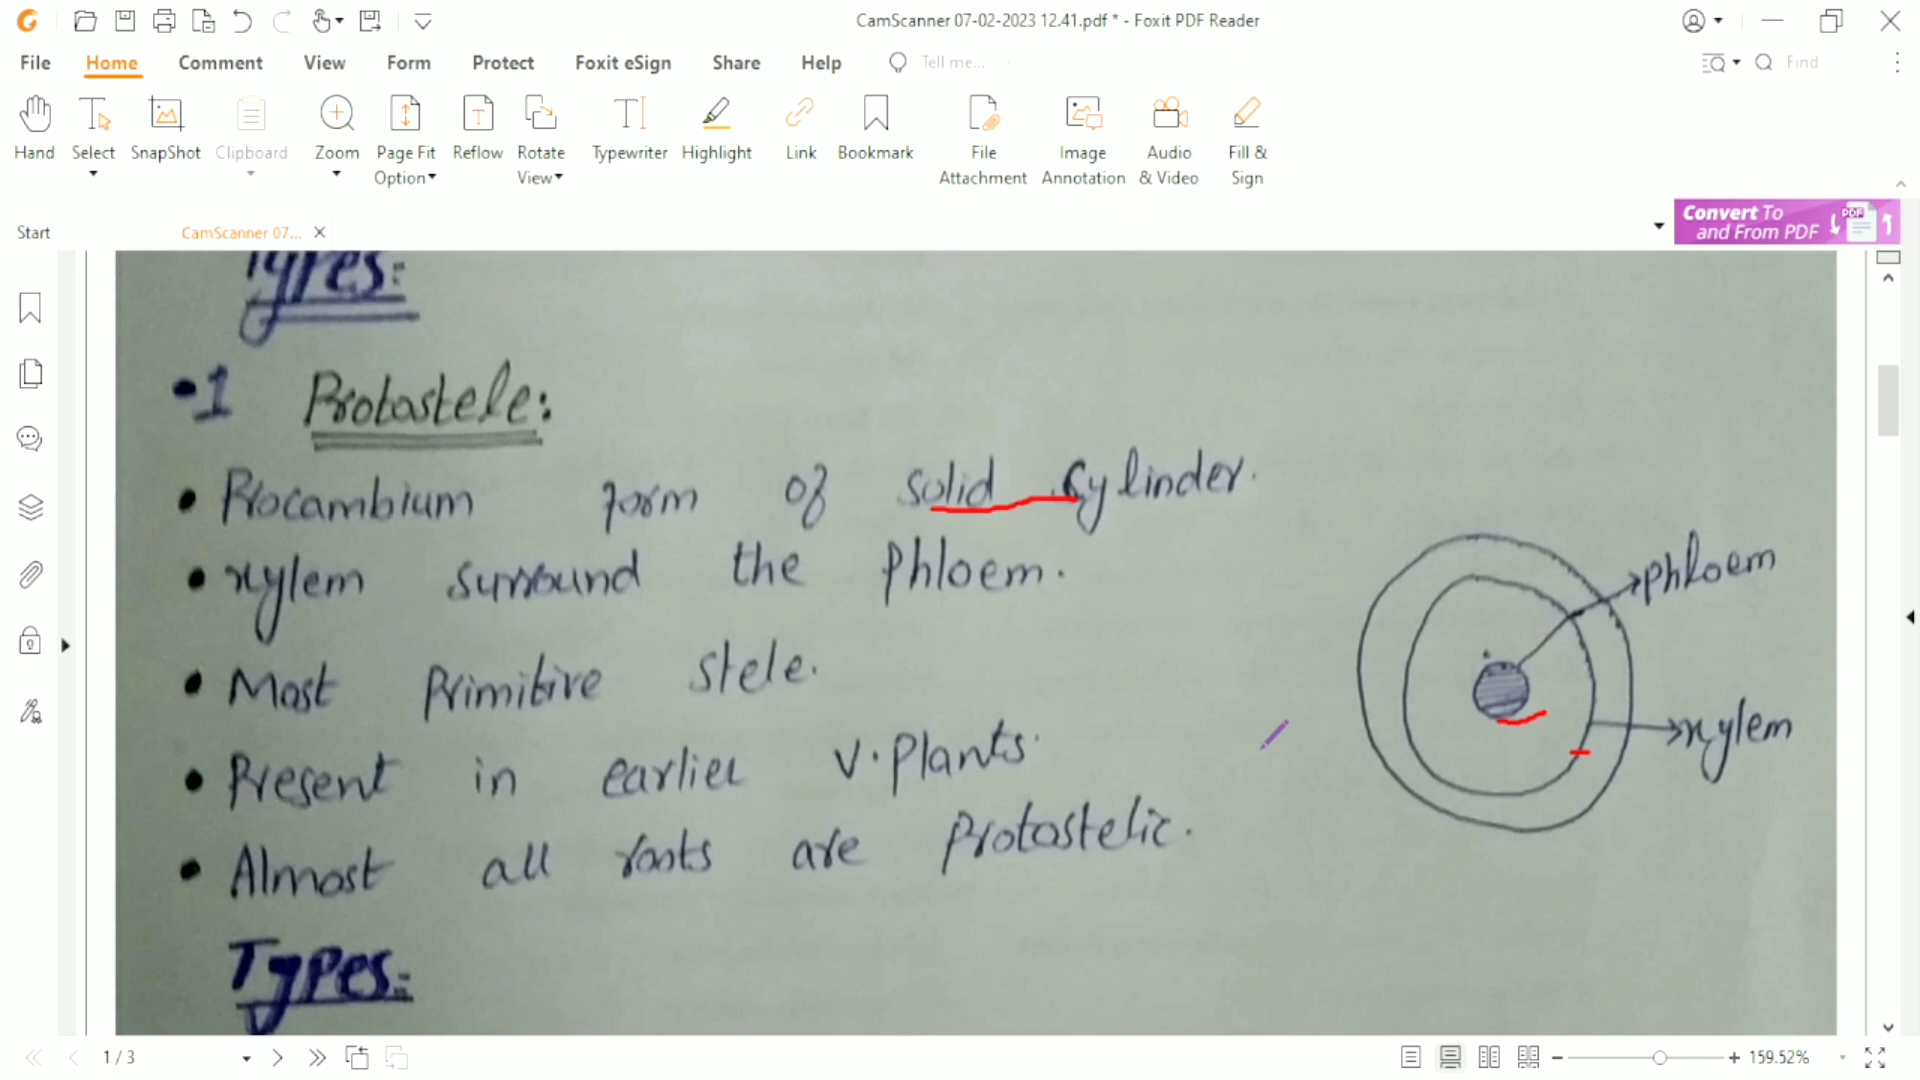 CamScanner 07-02-2023 12.41.pdf * - Foxit PDF Reader
File Home Comment View Form Protect Foxit eSign Share Help Tell me... Find
Hand Select SnapShot Clipboard Zoom Page Fit Option Reflow Rotate View Typewriter Highlight Link Bookmark File Attachment Image Annotation Audio & Video Fill & Sign
Convert To and From PDF
PDF
Start CamScanner 07...
Types:
•1 Protostele:
• Procambium form of solid cylinder.
• xylem surround the Phloem.
phloem
• Most Primitive stele.
xylem
• Present in earlier V.Plants.
• Almost all roots are Protostelic.
Types:
1 / 3
159.52%